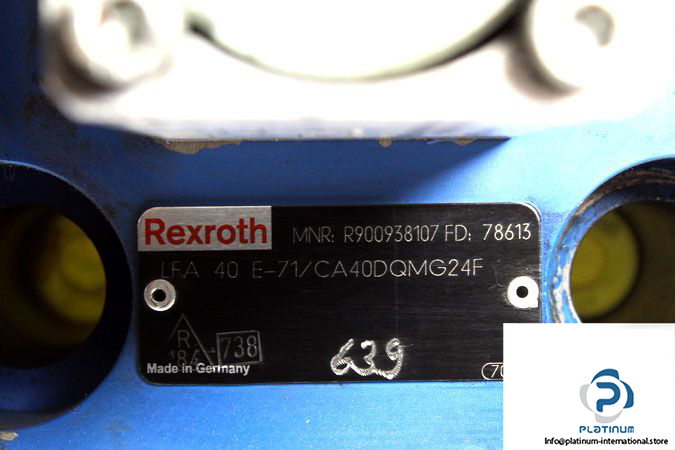 Rexroth MNR: R900938107 FD: 78613
LFA 40 E-71/CA40DQMG24F
R
184
738
639
Made in Germany
PLATINUM
Info@platinum-international.store